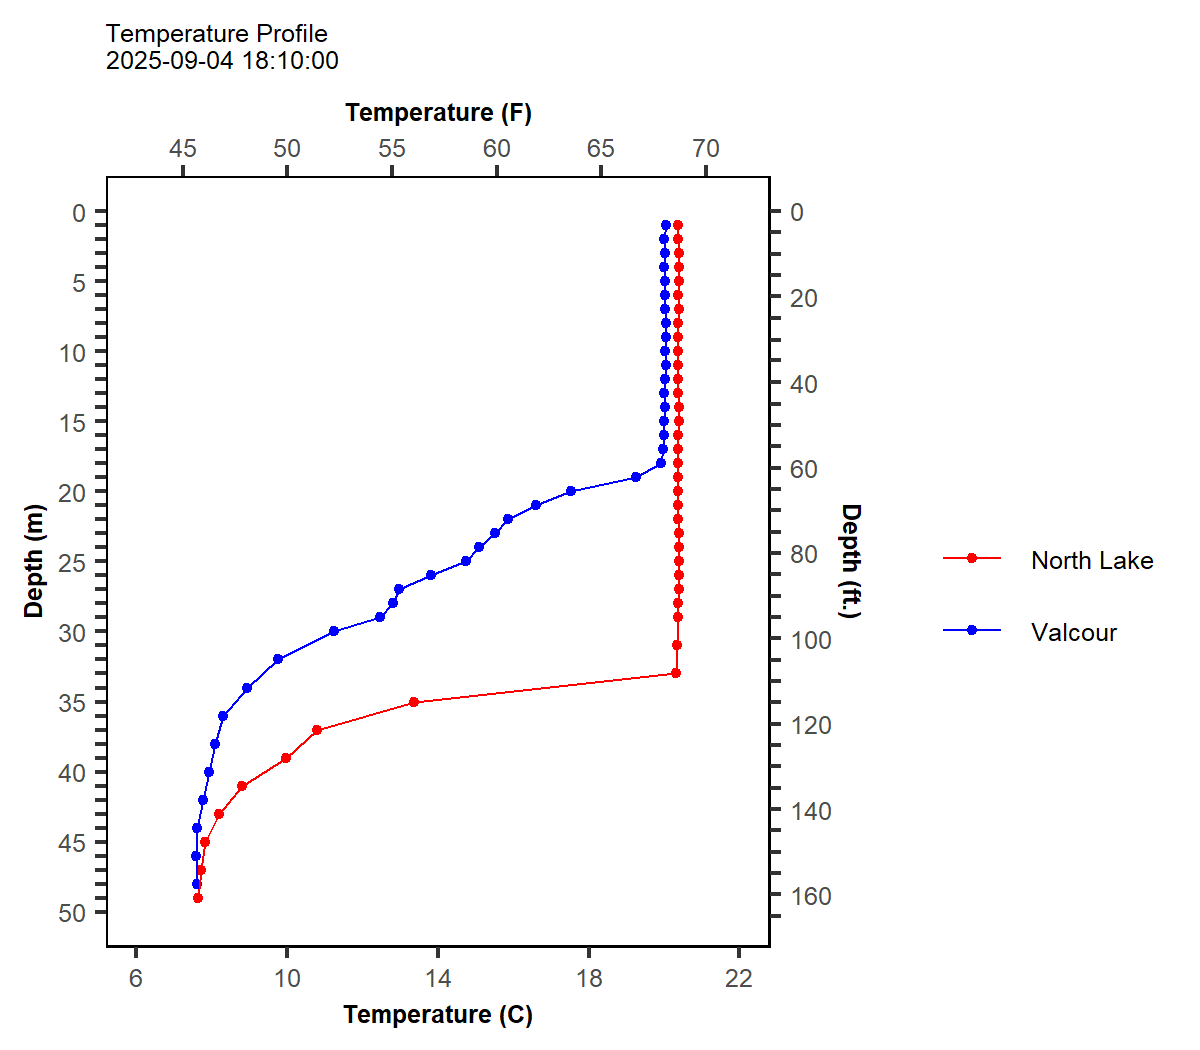 Temperature Profile
2025-09-04 18:10:00
Temperature (F)
45 50 55 60 65 70
0
5
10
15
20
25
30
35
40
45
50
Depth (m)
0
20
40
60
80
100
120
140
160
Depth (ft.)
North Lake
Valcour
6 10 14 18 22
Temperature (C)